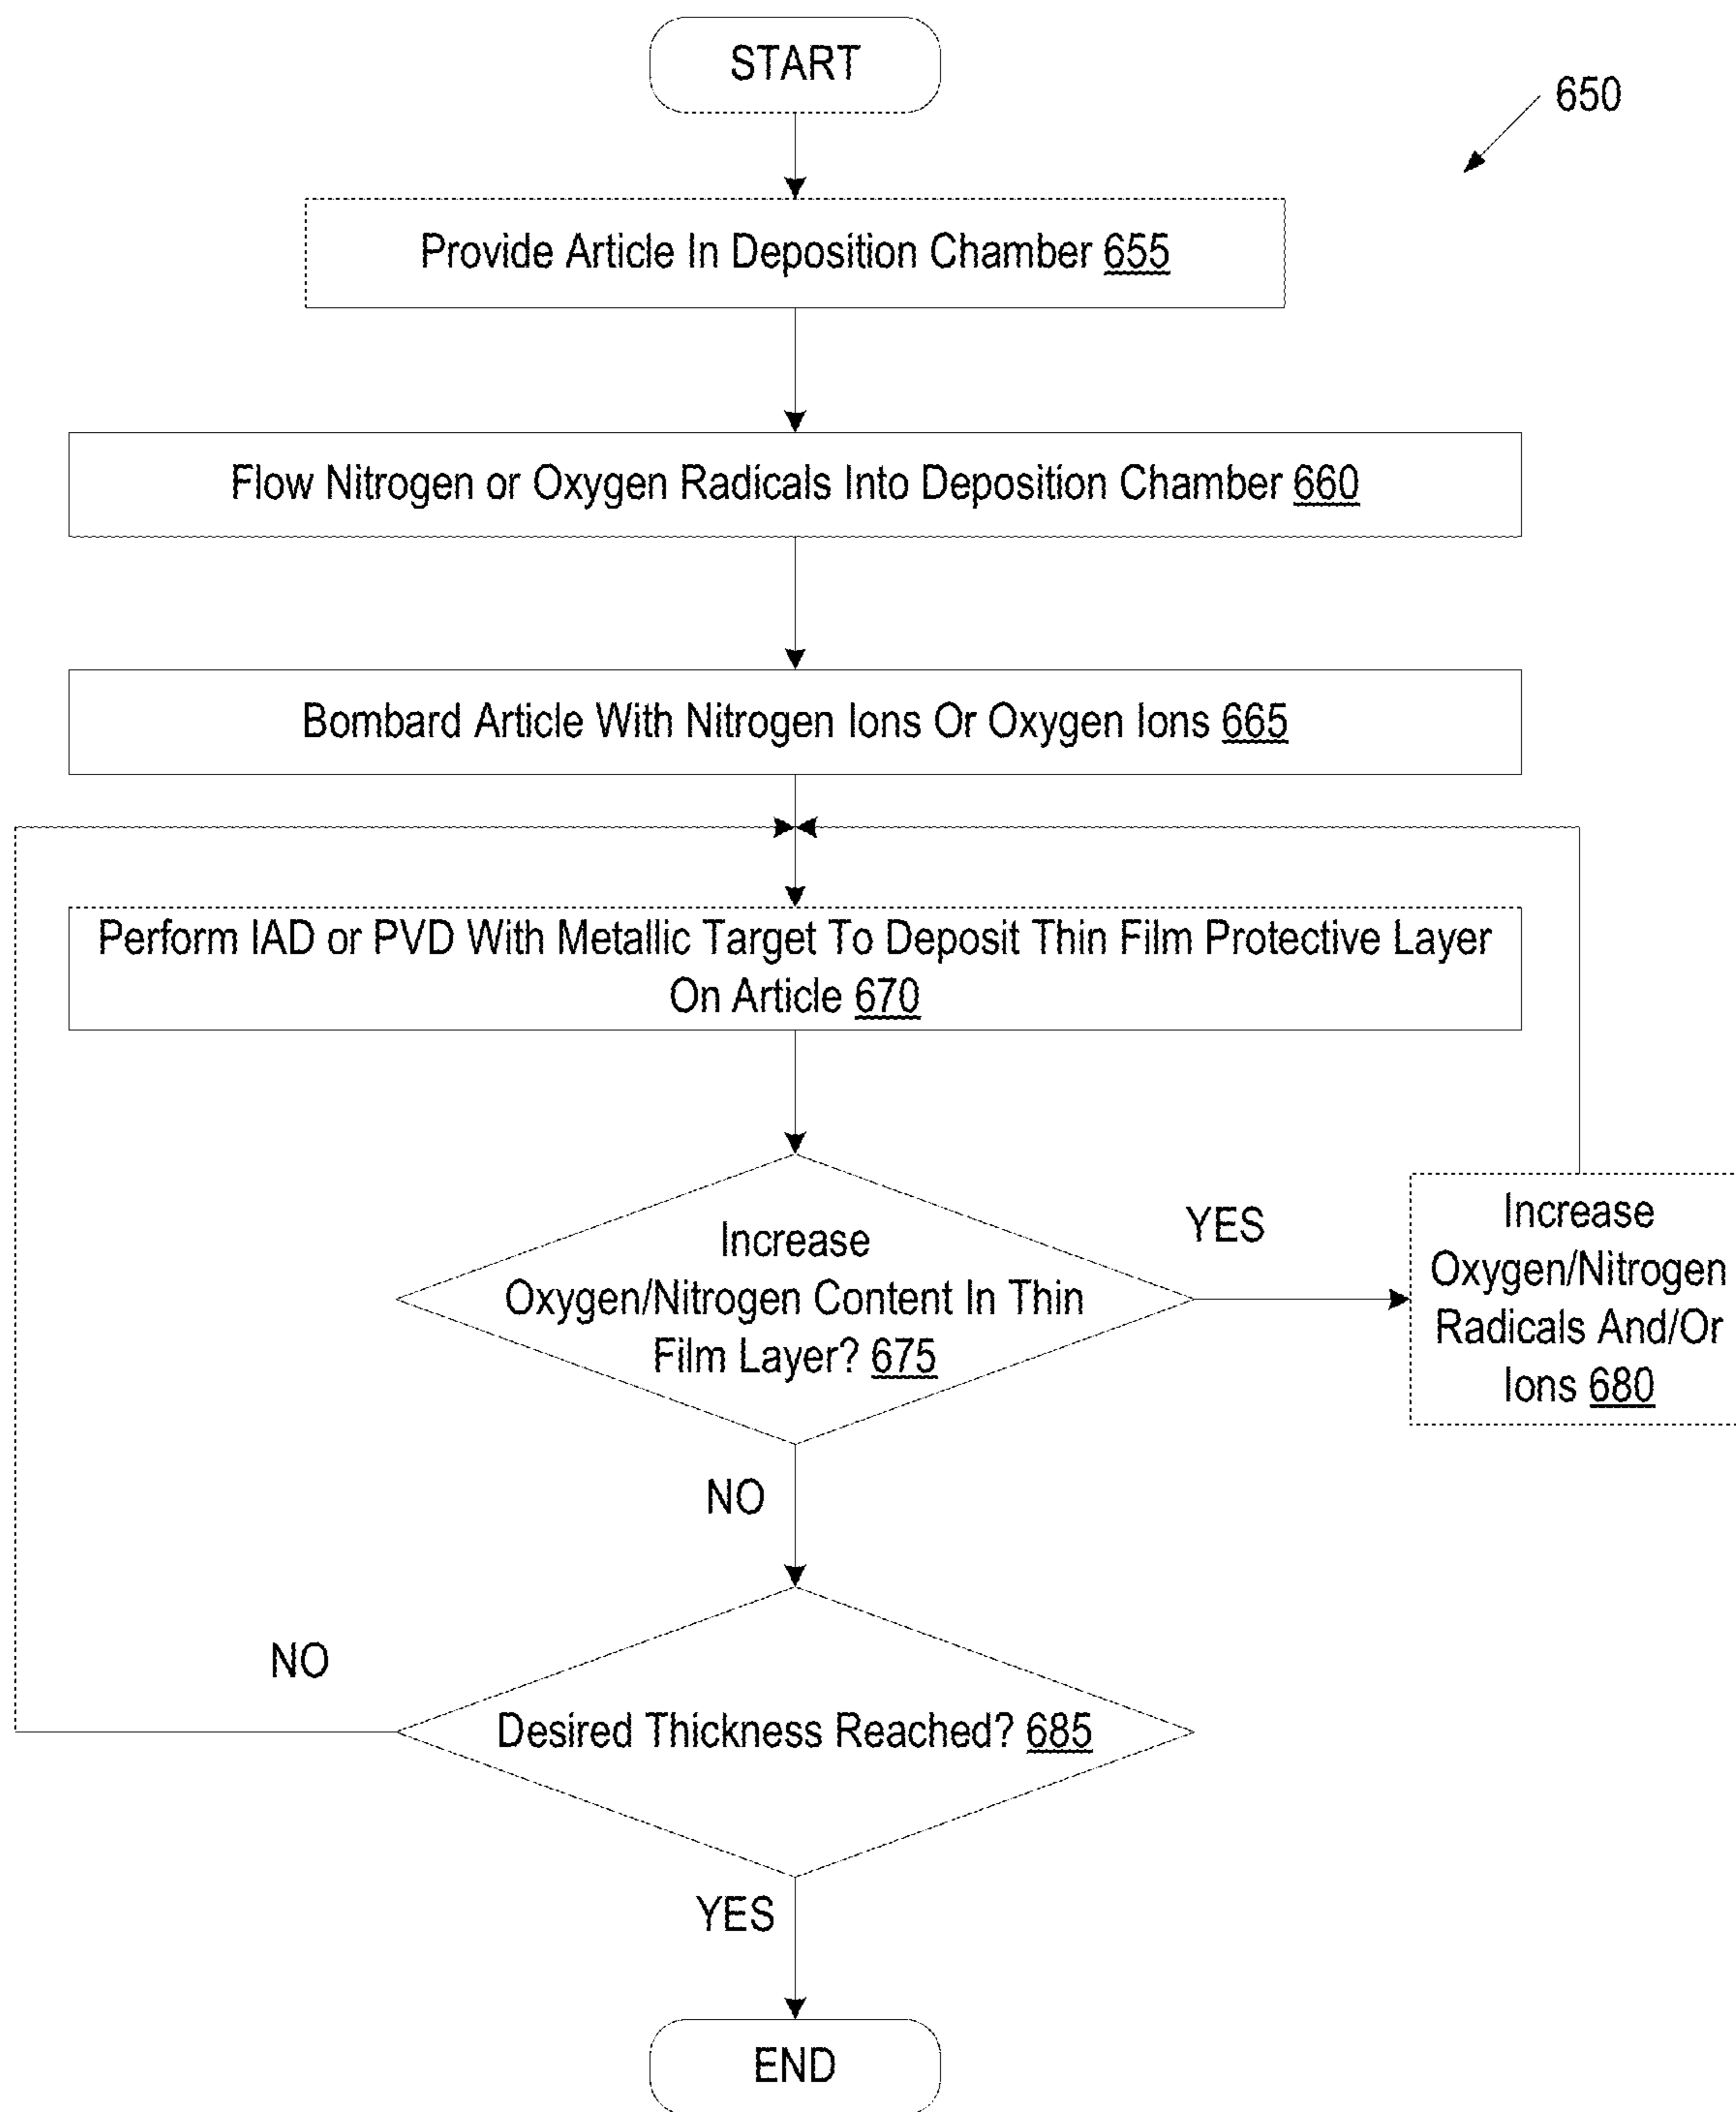 START
650
Provide Article In Deposition Chamber 655
Flow Nitrogen or Oxygen Radicals Into Deposition Chamber 660
Bombard Article With Nitrogen Ions Or Oxygen Ions 665
Perform IAD or PVD With Metallic Target To Deposit Thin Film Protective Layer
On Article 670
Increase
Oxygen/Nitrogen Content In Thin
Film Layer? 675
YES
Increase
Oxygen/Nitrogen
Radicals And/Or
Ions 680
NO
Desired Thickness Reached? 685
NO
YES
END